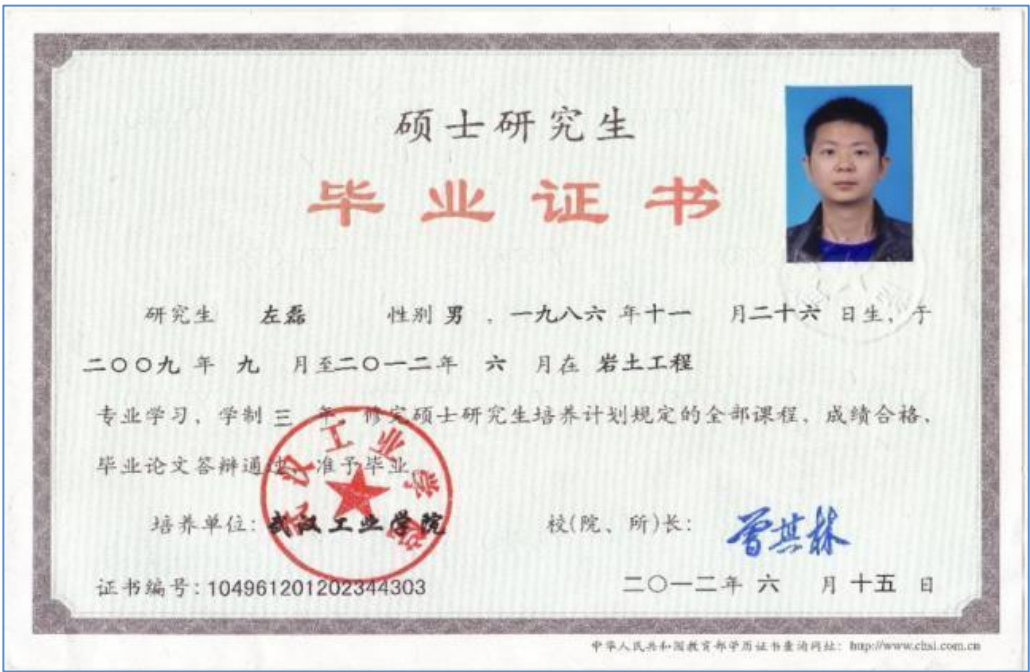 硕士研究生
毕业证书
研究生 左磊 性别 男 ，一九八六 年十一 月二十六 日生，于
二〇〇九 年 九 月至二〇一二年 六 月在 岩土工程
专业学习，学制 三 年，修完硕士研究生培养计划规定的全部课程，成绩合格、
毕业论文答辩通过，准予毕业。
武汉工业学院
培养单位：武汉工业学院 校(院、所)长：曾其林
证书编号：104961201202344303 二〇一二年 六 月 十五 日
中华人民共和国教育部学历证书查询网址：http://www.chsi.com.cn